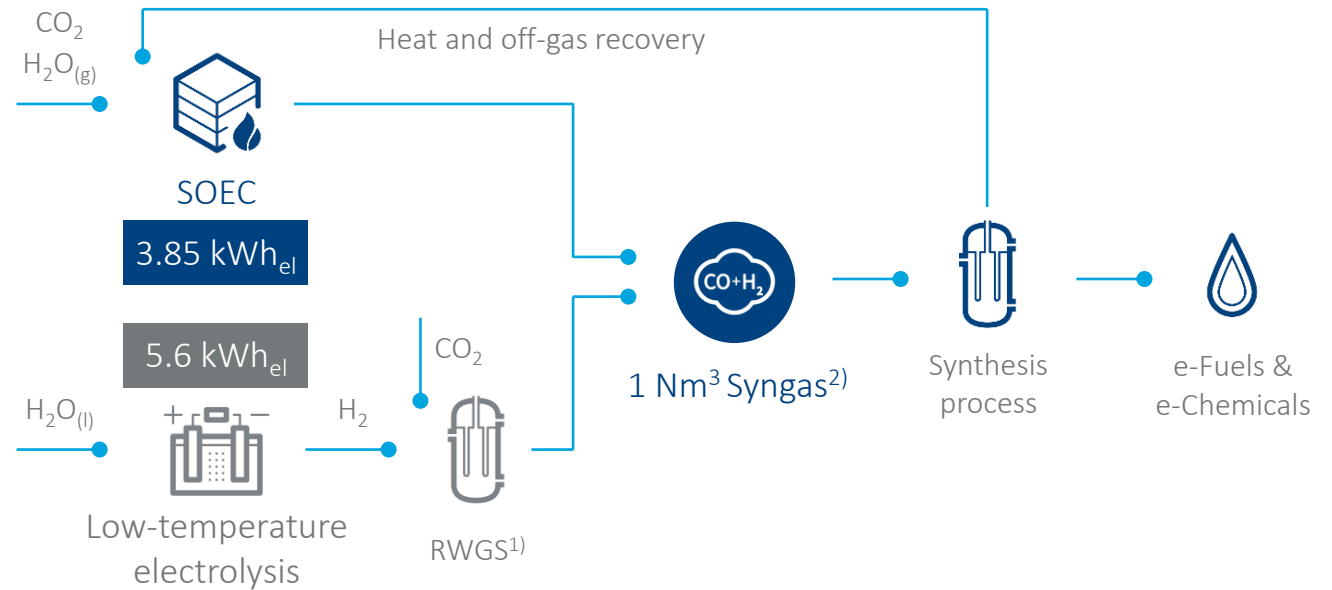 CO₂
H₂O₍g₎
Heat and off-gas recovery
SOEC
3.85 kWhₑₗ
5.6 kWhₑₗ
CO₂
H₂O₍l₎
H₂
Low-temperature
electrolysis
RWGS¹⁾
CO+H₂
1 Nm³ Syngas²⁾
Synthesis
process
e-Fuels &
e-Chemicals